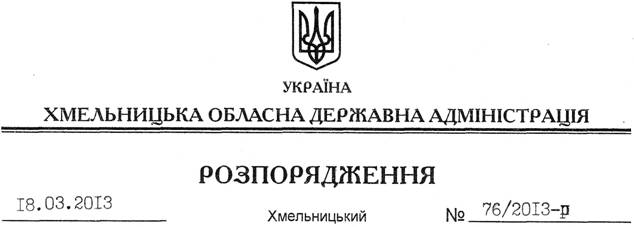 УКРАЇНА
ХМЕЛЬНИЦЬКА ОБЛАСНА ДЕРЖАВНА АДМІНІСТРАЦІЯ
РОЗПОРЯДЖЕННЯ
18.03.2013 Хмельницький № 76/2013-р